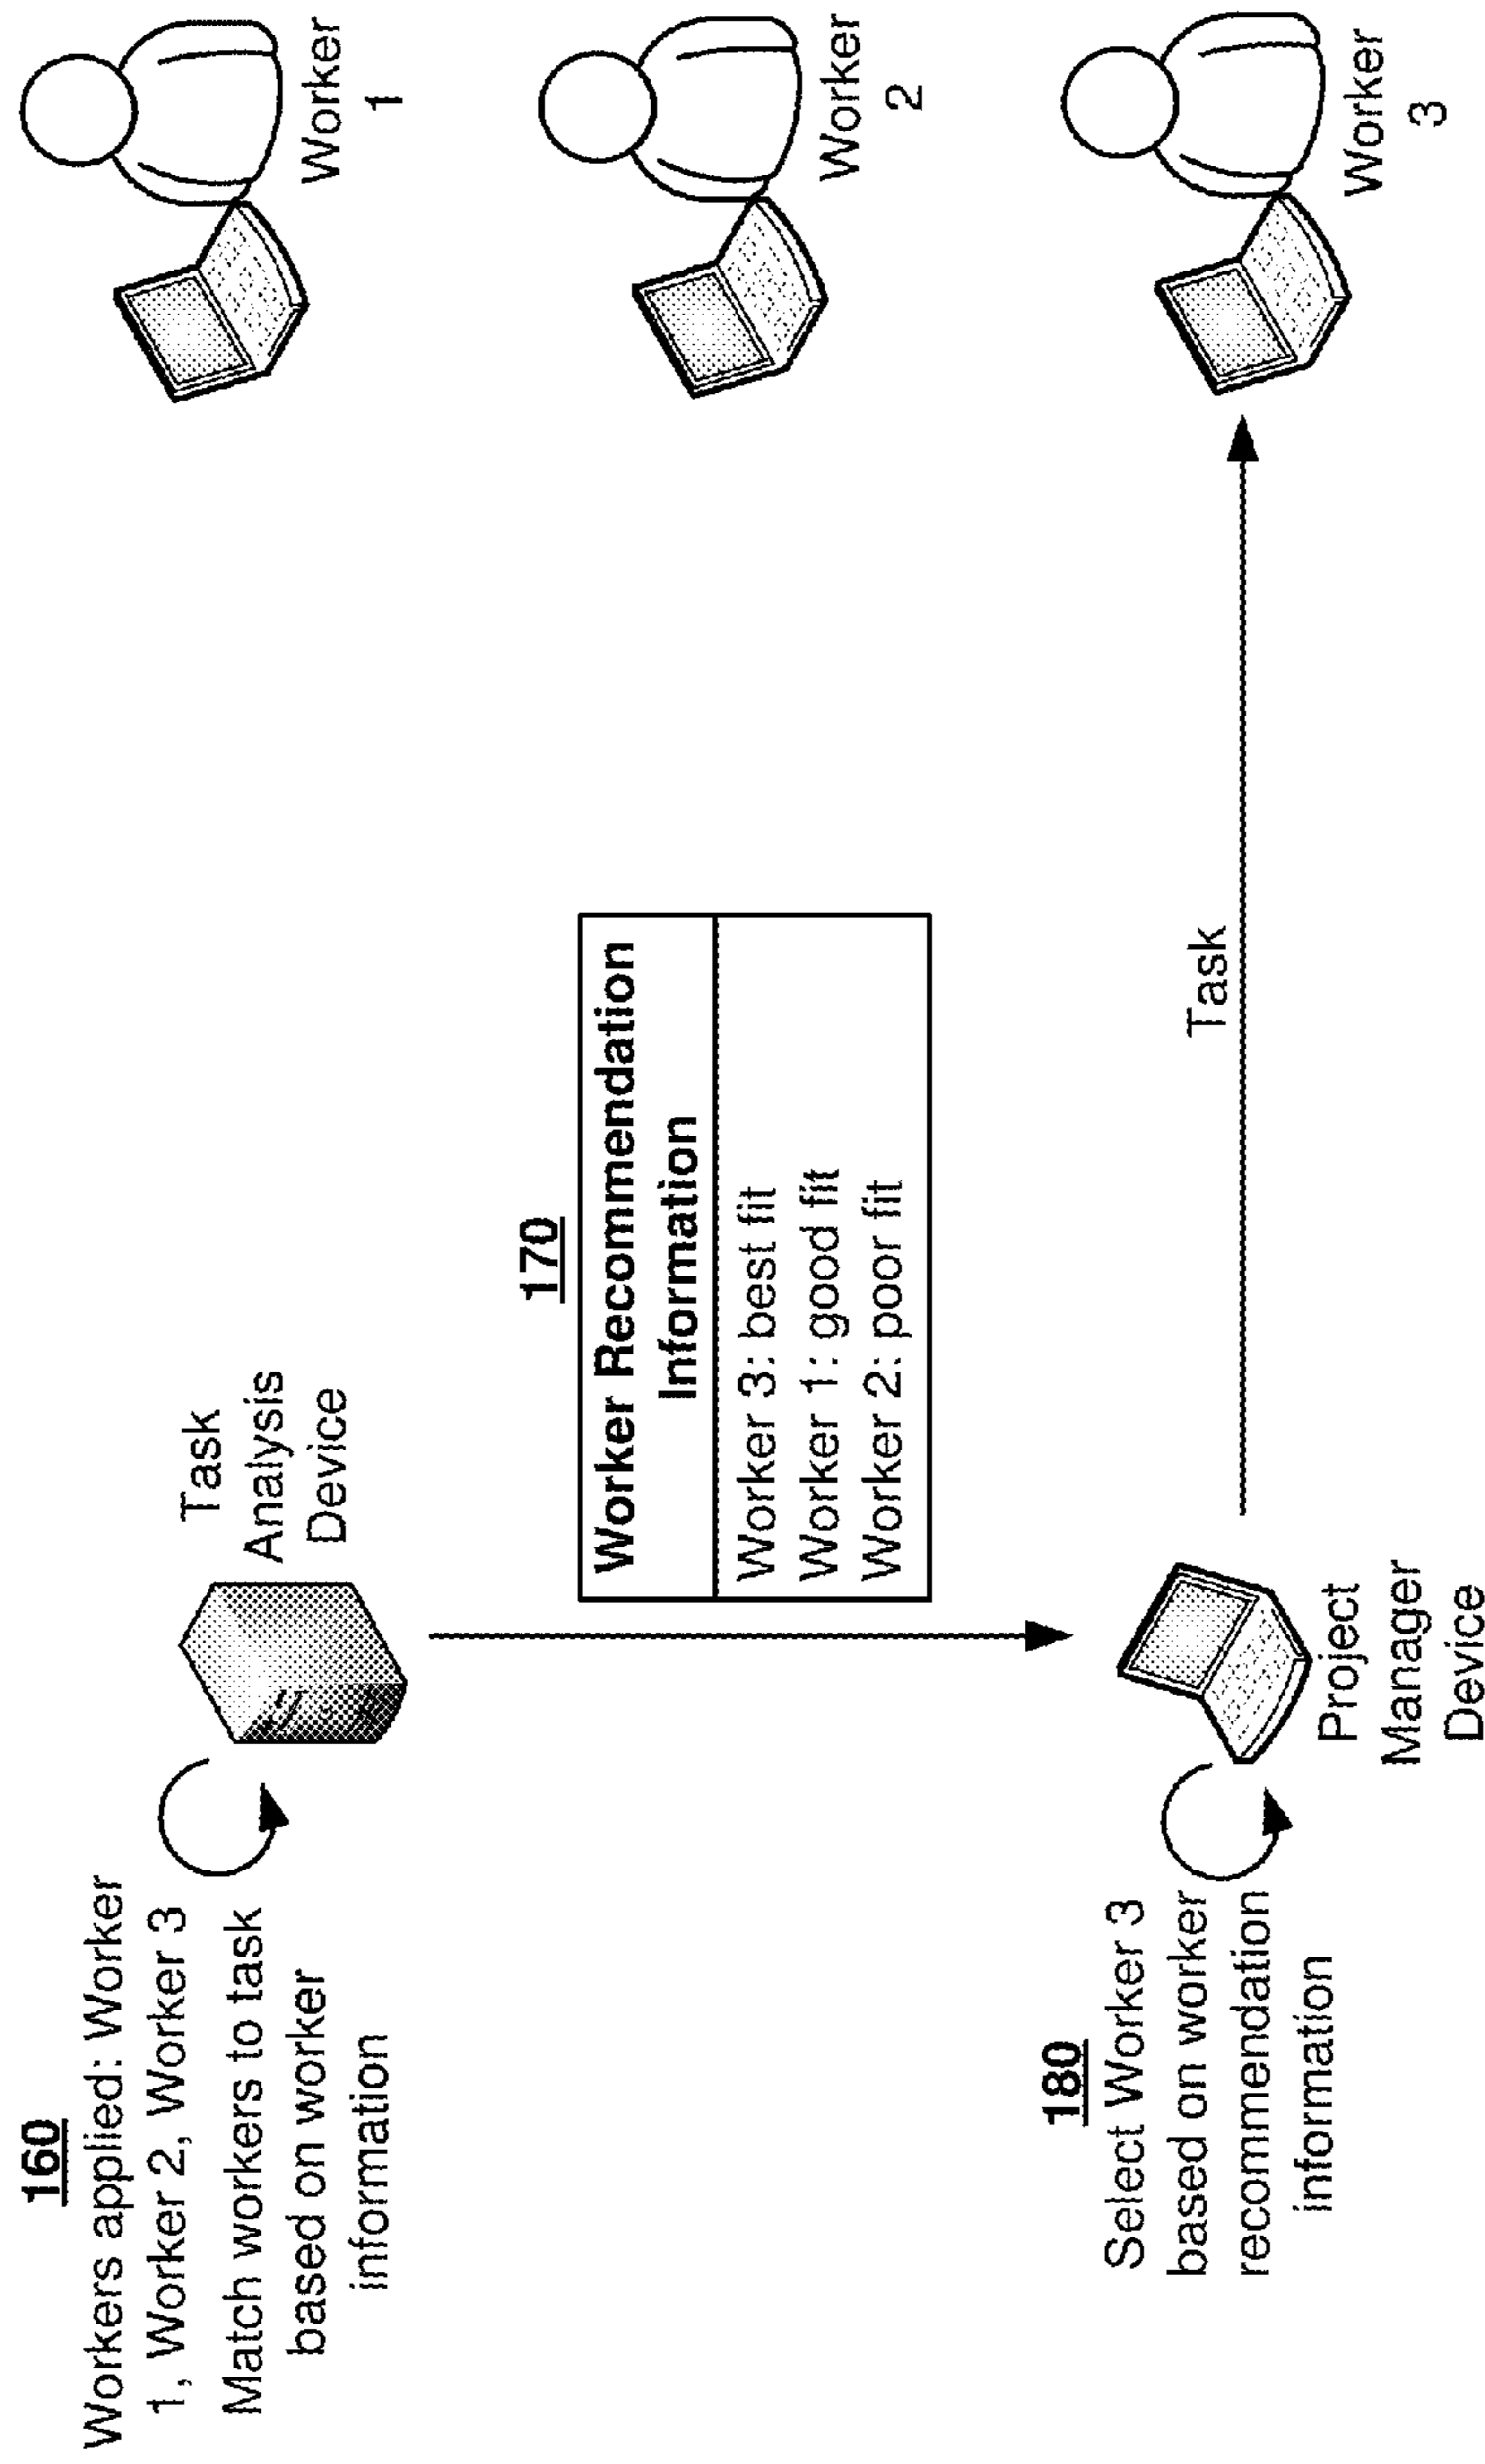 160
Workers applied: Worker
1, Worker 2, Worker 3
Match workers to task
based on worker
information
Task
Analysis
Device
Worker
1
170
Worker Recommendation
Information
Worker 3: best fit
Worker 1: good fit
Worker 2: poor fit
Worker
2
180
Select Worker 3
based on worker
recommendation
information
Project
Manager
Device
Task
Worker
3